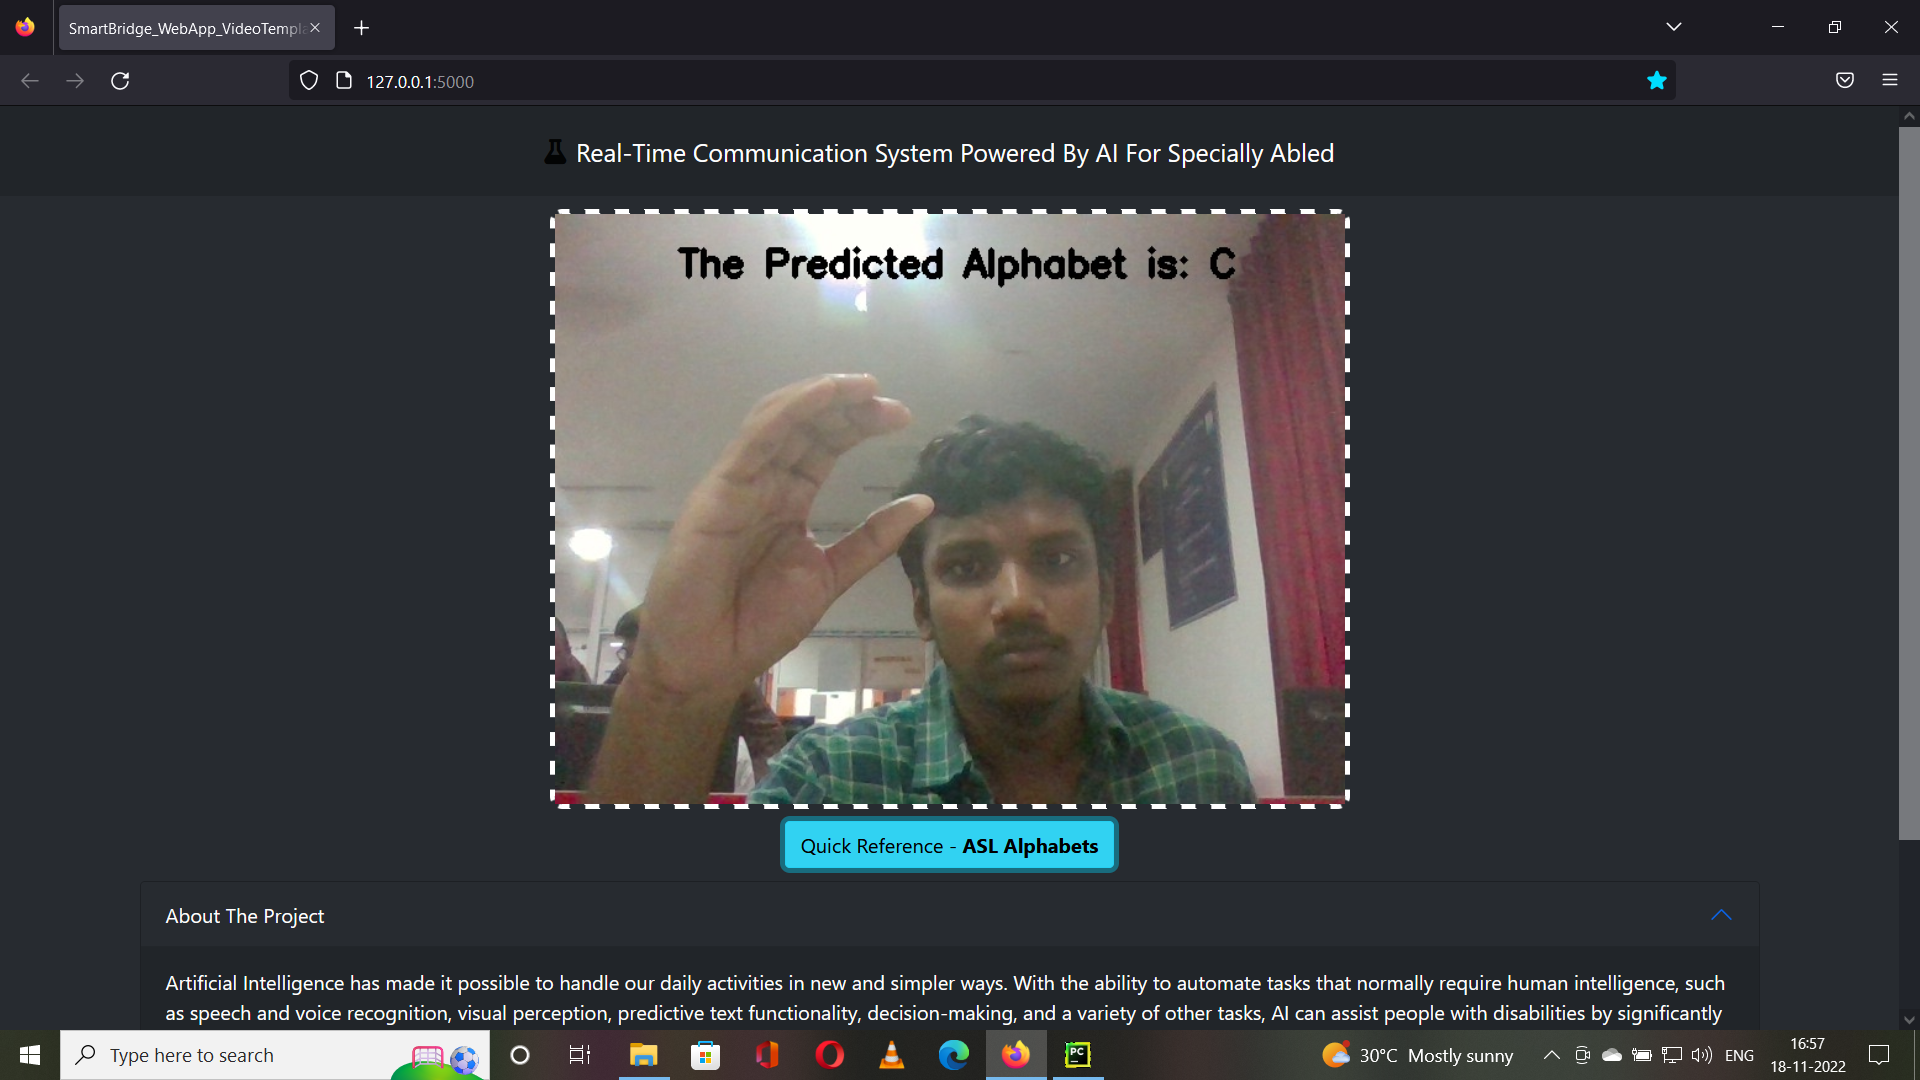 SmartBridge_WebApp_VideoTempla
127.0.0.1:5000
Real-Time Communication System Powered By AI For Specially Abled
The Predicted Alphabet is: C
Quick Reference - ASL Alphabets
About The Project
Artificial Intelligence has made it possible to handle our daily activities in new and simpler ways. With the ability to automate tasks that normally require human intelligence, such
as speech and voice recognition, visual perception, predictive text functionality, decision-making, and a variety of other tasks, AI can assist people with disabilities by significantly
Type here to search
PC
30°C Mostly sunny
ENG
16:57
18-11-2022